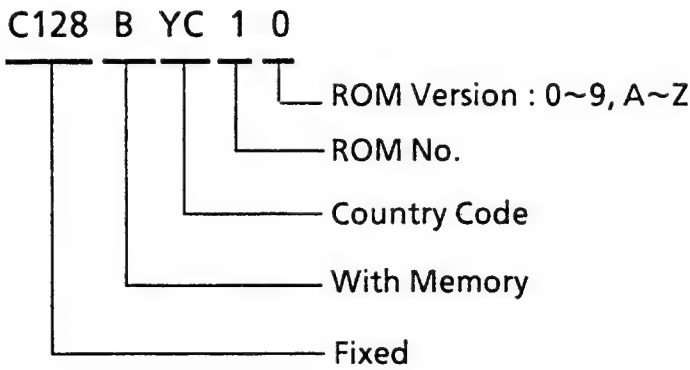 C128 B YC 1 0
ROM Version : 0~9, A~Z
ROM No.
Country Code
With Memory
Fixed